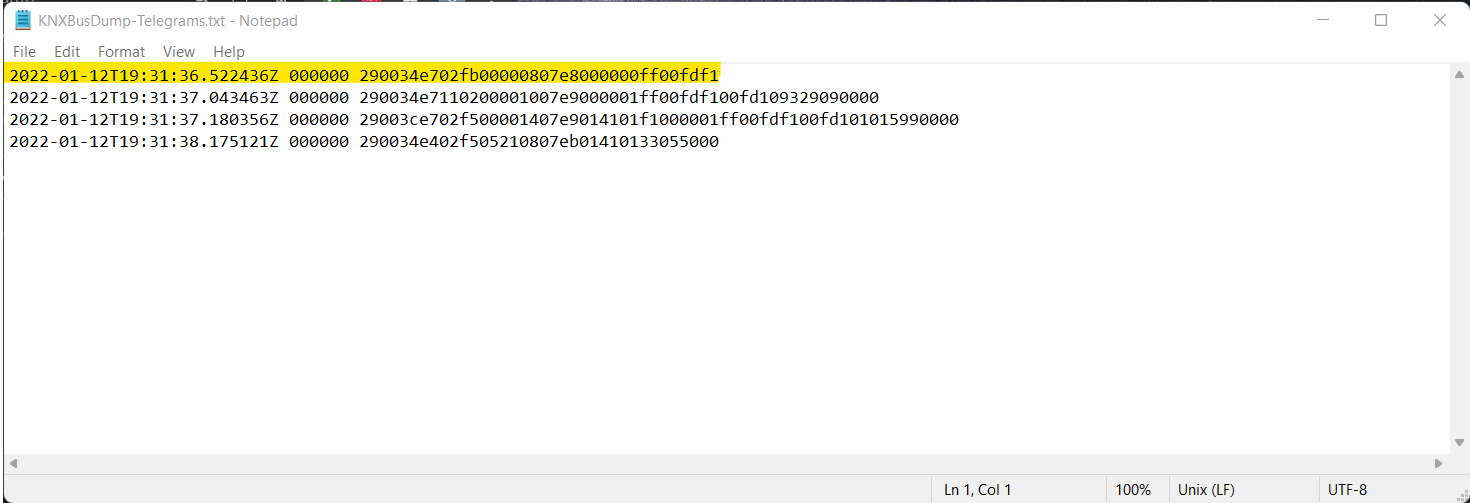 KNXBusDump-Telegrams.txt - Notepad
File Edit Format View Help
2022-01-12T19:31:36.522436Z 000000 290034e702fb00000807e8000000ff00fdf1
2022-01-12T19:31:37.043463Z 000000 290034e7110200001007e9000001ff00fdf100fd109329090000
2022-01-12T19:31:37.180356Z 000000 29003ce702f500001407e9014101f1000001ff00fdf100fd101015990000
2022-01-12T19:31:38.175121Z 000000 290034e402f505210807eb01410133055000
Ln 1, Col 1 100% Unix (LF) UTF-8